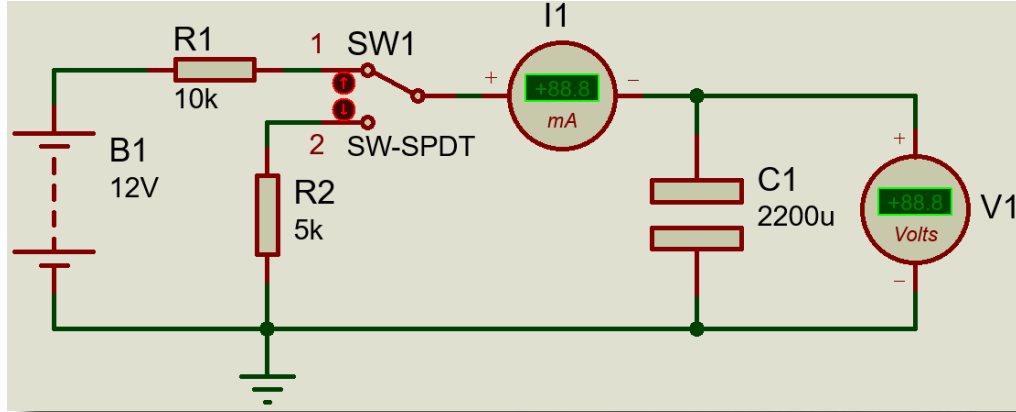 I1
R1
1
SW1
+
+88.8
mA
−
10k
2
SW-SPDT
B1
12V
R2
5k
C1
2200u
+
+88.8
Volts
−
V1